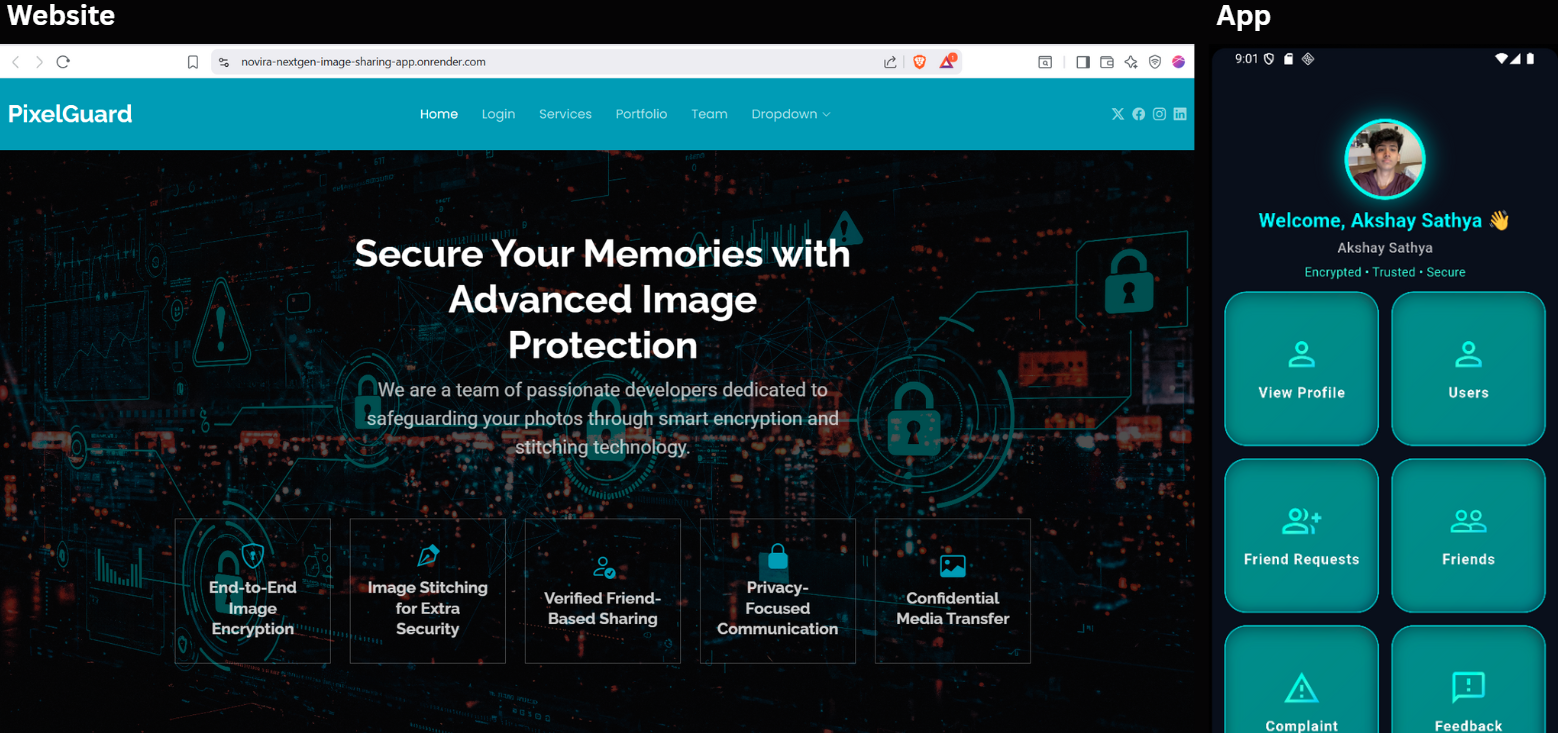 Website
App
novira-nextgen-image-sharing-app.onrender.com
PixelGuard
Home
Login
Services
Portfolio
Team
Dropdown
Secure Your Memories with
Advanced Image
Protection
We are a team of passionate developers dedicated to
safeguarding your photos through smart encryption and
stitching technology.
End-to-End
Image
Encryption
Image Stitching
for Extra
Security
Verified Friend-
Based Sharing
Privacy-
Focused
Communication
Confidential
Media Transfer
9:01
Welcome, Akshay Sathya 👋
Akshay Sathya
Encrypted • Trusted • Secure
View Profile
Users
Friend Requests
Friends
Complaint
Feedback